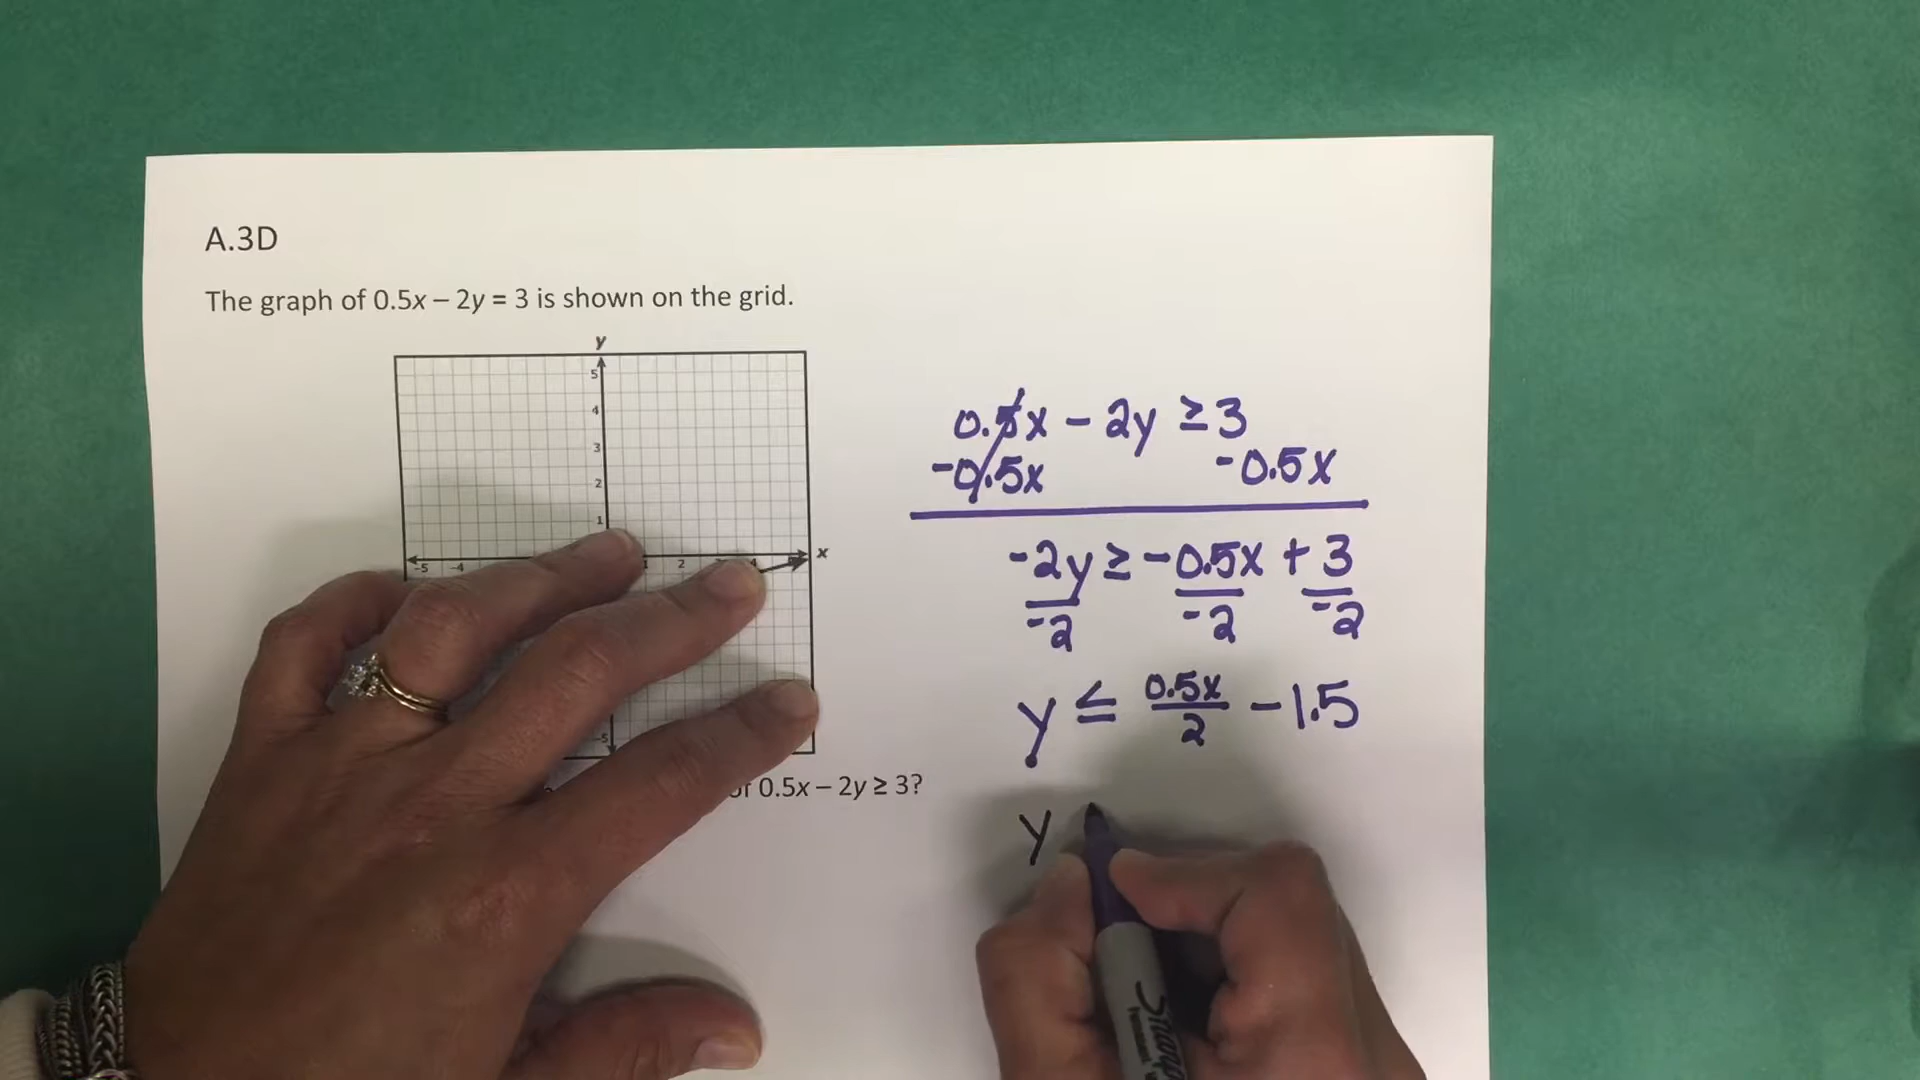 A.3D
The graph of 0.5x – 2y = 3 is shown on the grid.
y
5
4
3
2
1
x
-5 -4 1 2 4
-5
0.5x – 2y ≥ 3?
0.5x - 2y ≥ 3
-0.5x -0.5x
-2y ≥ -0.5x + 3
-2 -2 -2
y ≤ 0.5x/2 - 1.5
y
Sharpie